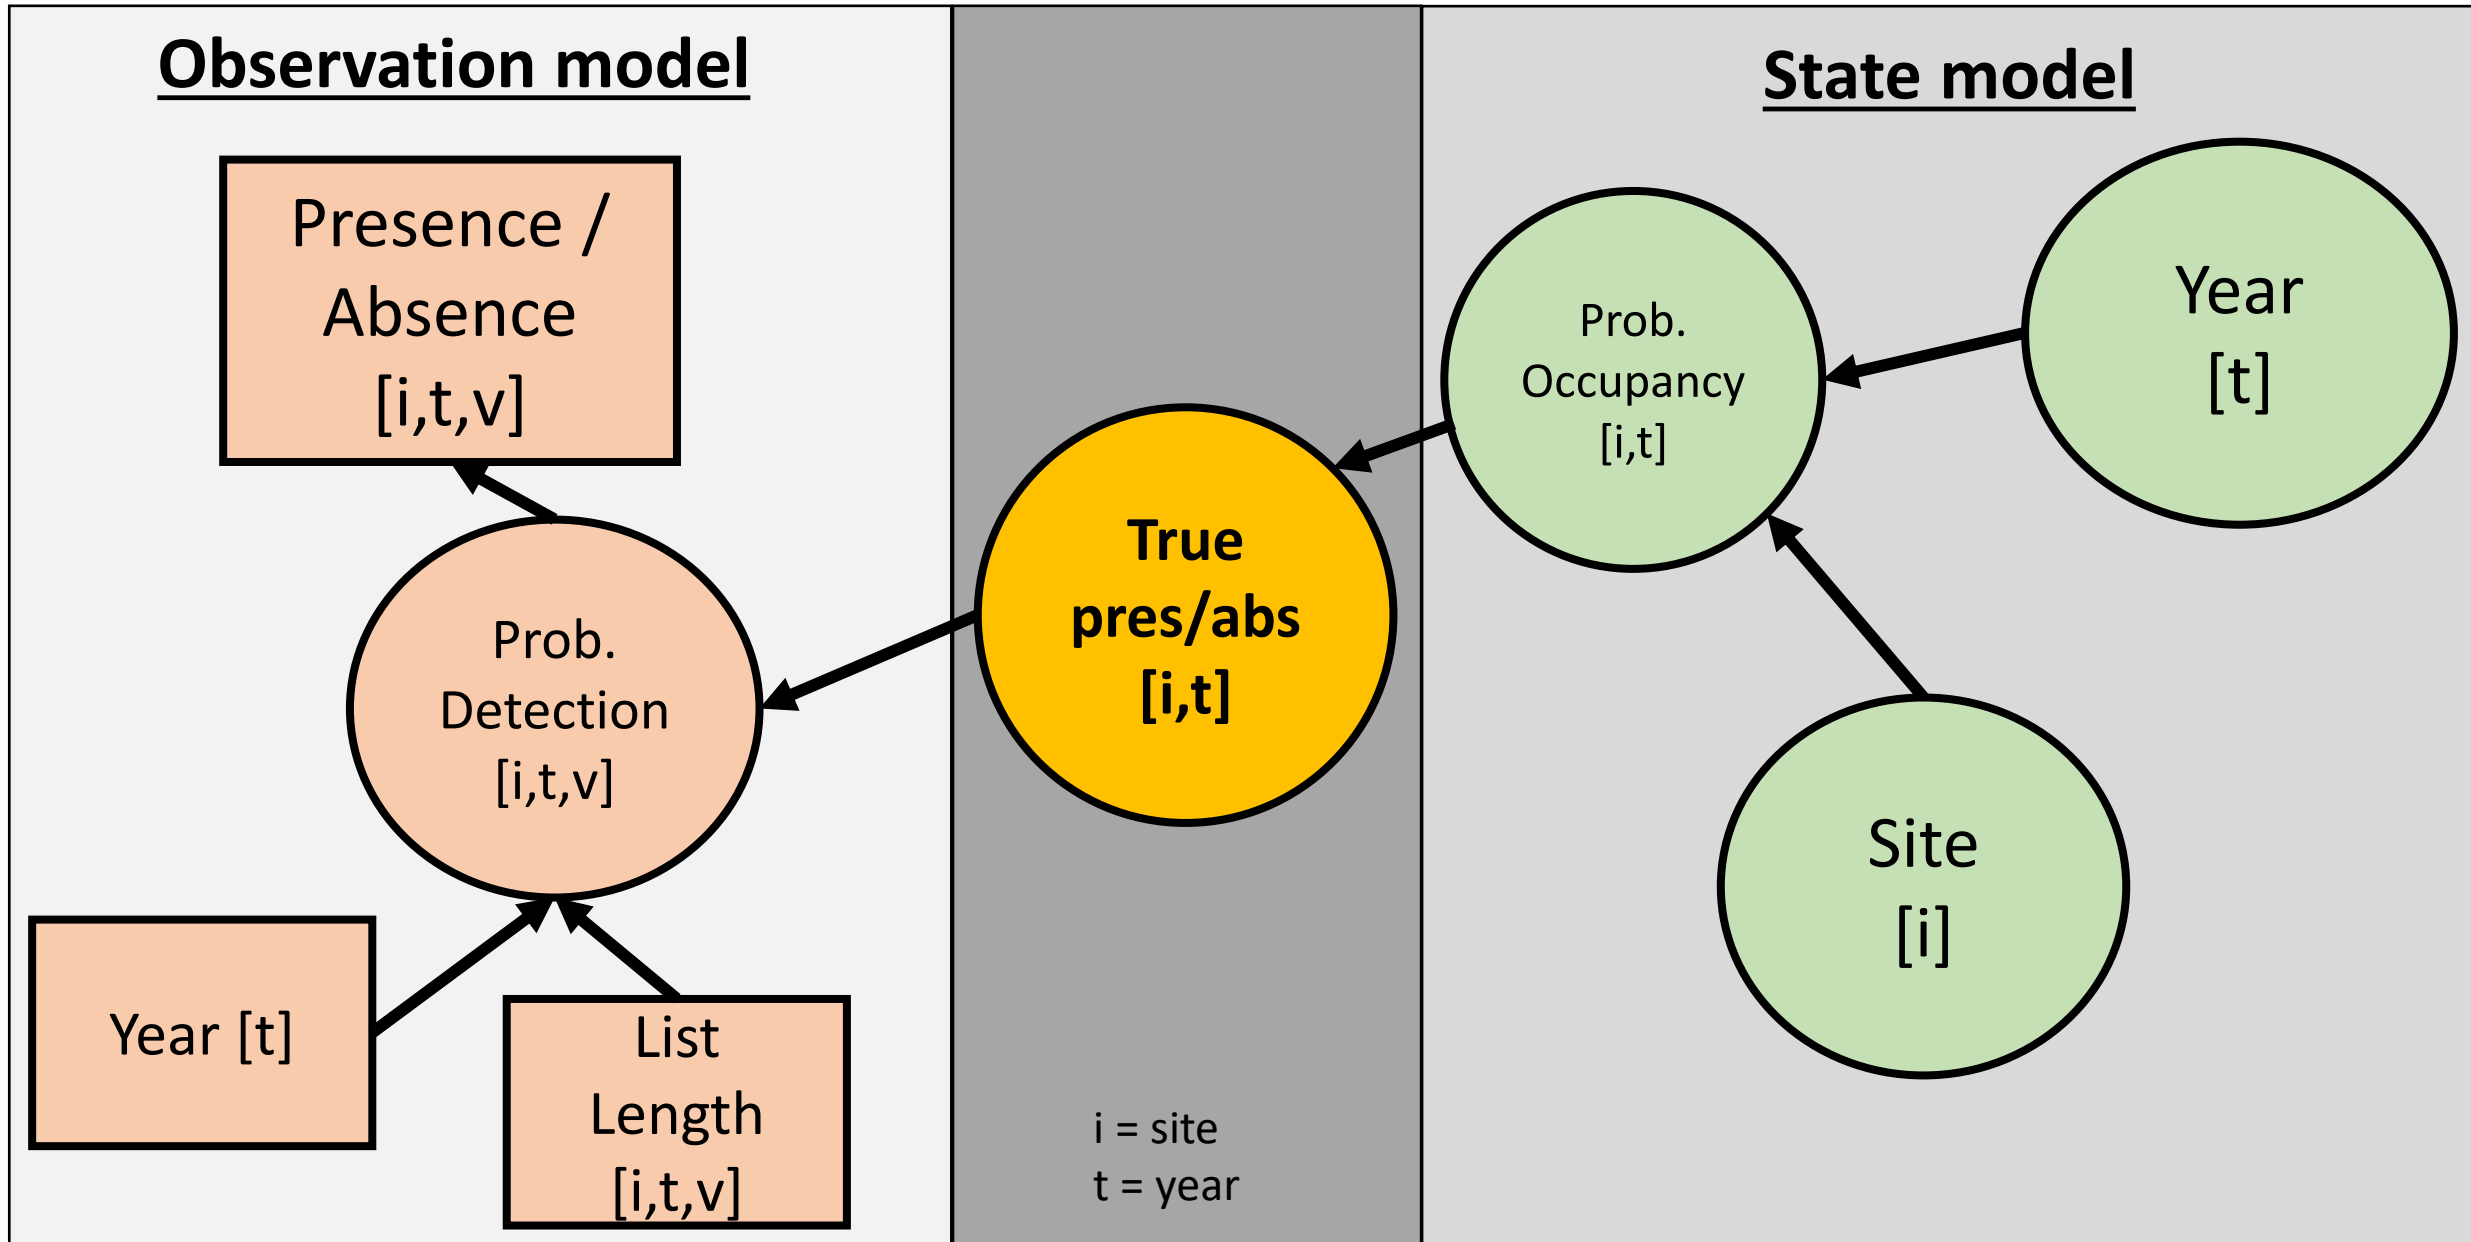 Observation model
Presence /
Absence
[i,t,v]
Prob.
Detection
[i,t,v]
Year [t]
List
Length
[i,t,v]
True
pres/abs
[i,t]
i = site
t = year
State model
Prob.
Occupancy
[i,t]
Year
[t]
Site
[i]